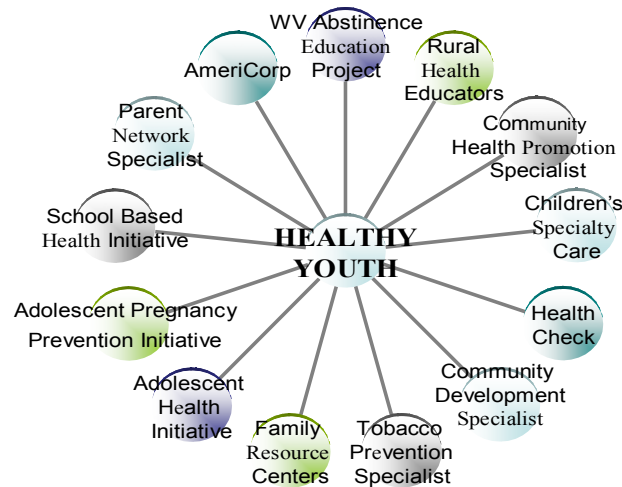 WV Abstinence
Education
Project
Rural
Health
Educators
Community
Health Promotion
Specialist
Children's
Specialty
Care
Health
Check
Community
Development
Specialist
Tobacco
Prevention
Specialist
Family
Resource
Centers
Adolescent
Health
Initiative
Adolescent Pregnancy
Prevention Initiative
School Based
Health Initiative
Parent
Network
Specialist
AmeriCorp
HEALTHY
YOUTH